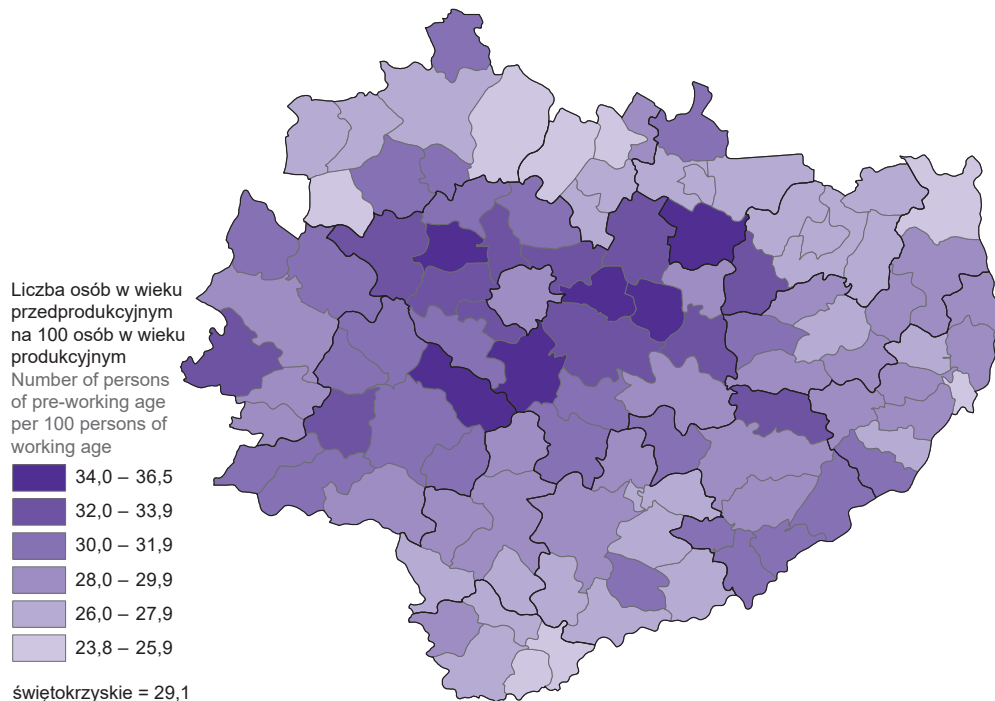 Liczba osób w wieku
przedprodukcyjnym
na 100 osób w wieku
produkcyjnym
Number of persons
of pre-working age
per 100 persons of
working age
34,0 – 36,5
32,0 – 33,9
30,0 – 31,9
28,0 – 29,9
26,0 – 27,9
23,8 – 25,9
świętokrzyskie = 29,1